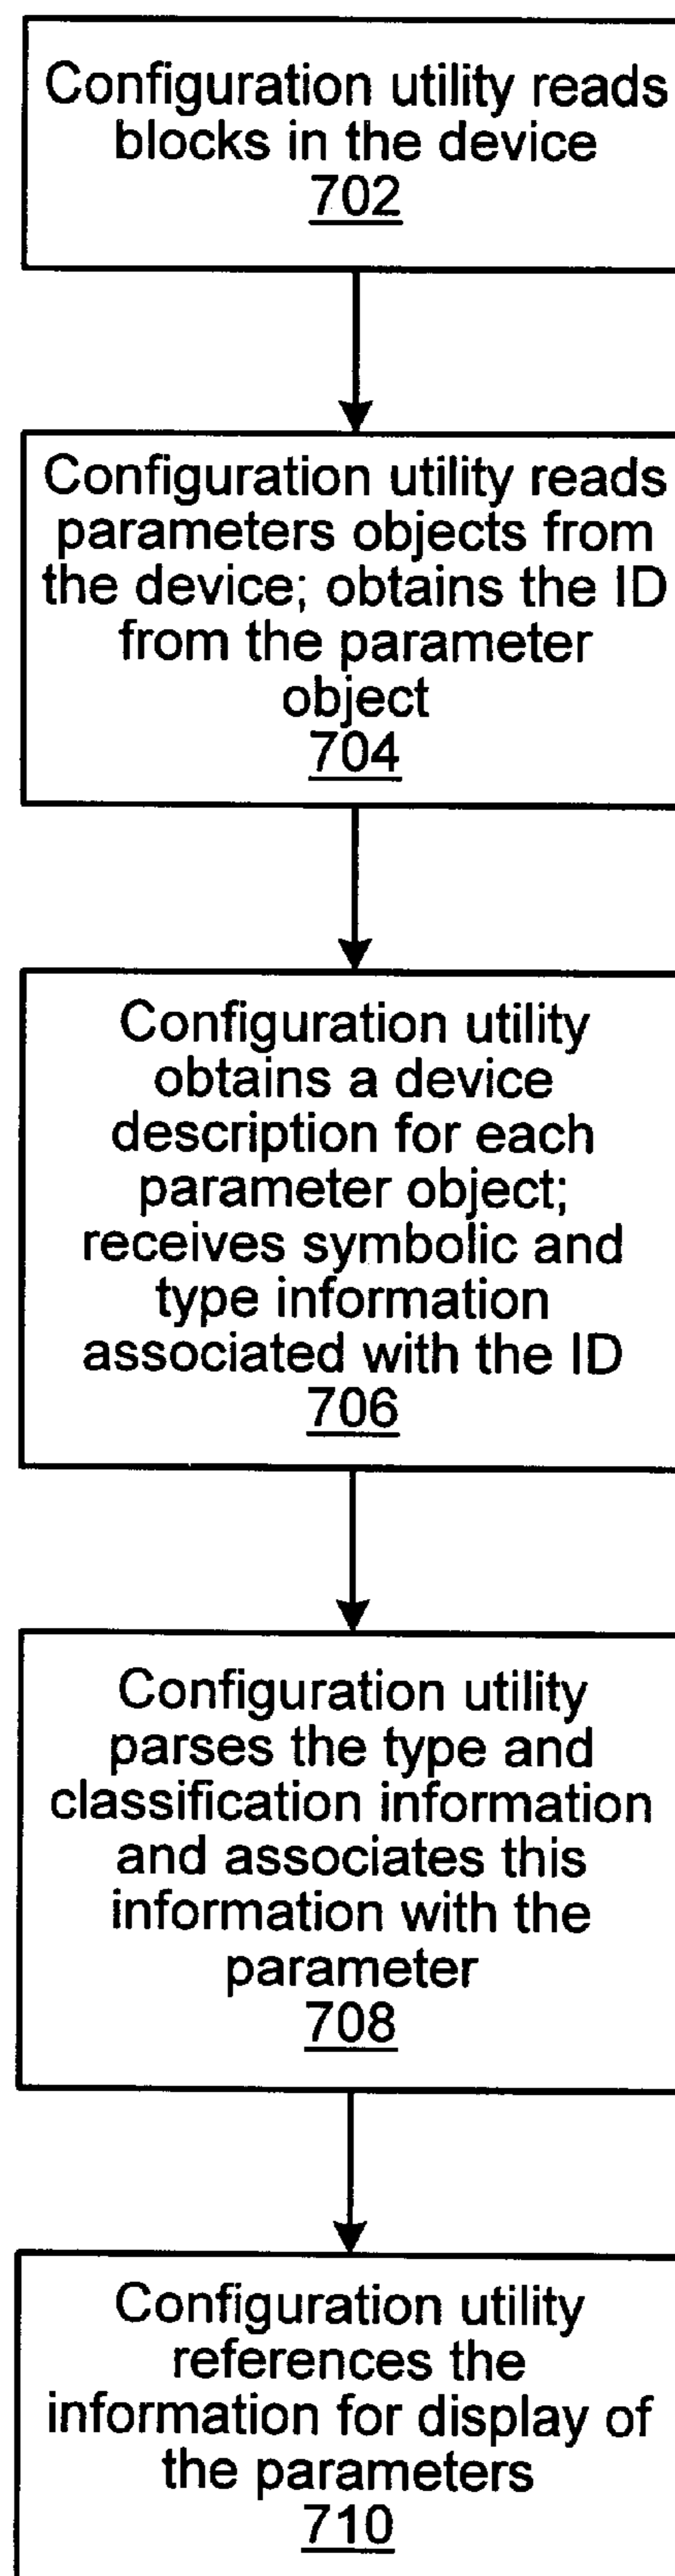 Configuration utility reads
blocks in the device
702
Configuration utility reads
parameters objects from
the device; obtains the ID
from the parameter
object
704
Configuration utility
obtains a device
description for each
parameter object;
receives symbolic and
type information
associated with the ID
706
Configuration utility
parses the type and
classification information
and associates this
information with the
parameter
708
Configuration utility
references the
information for display of
the parameters
710